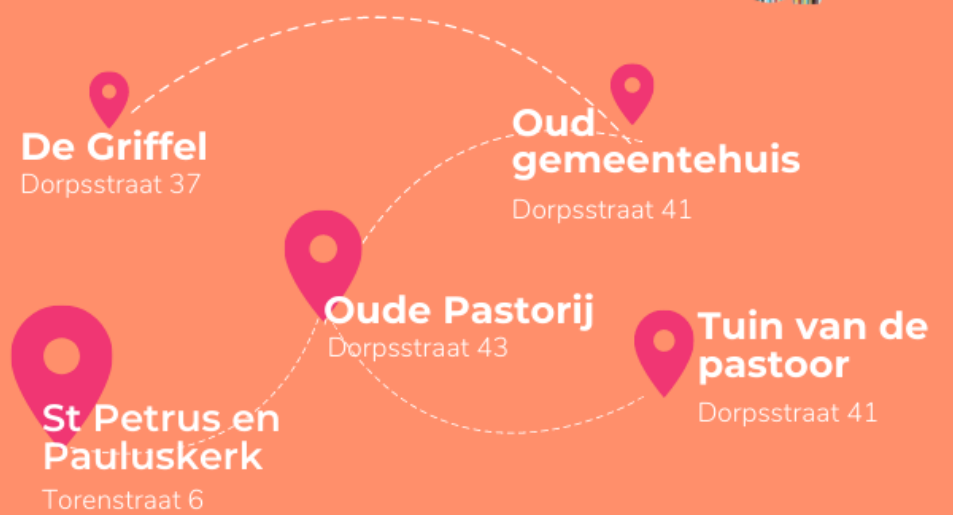 De Griffel
Dorpsstraat 37
Oud
gemeentehuis
Dorpsstraat 41
Oude Pastorij
Dorpsstraat 43
Tuin van de
pastoor
Dorpsstraat 41
St Petrus en
Pauluskerk
Torenstraat 6